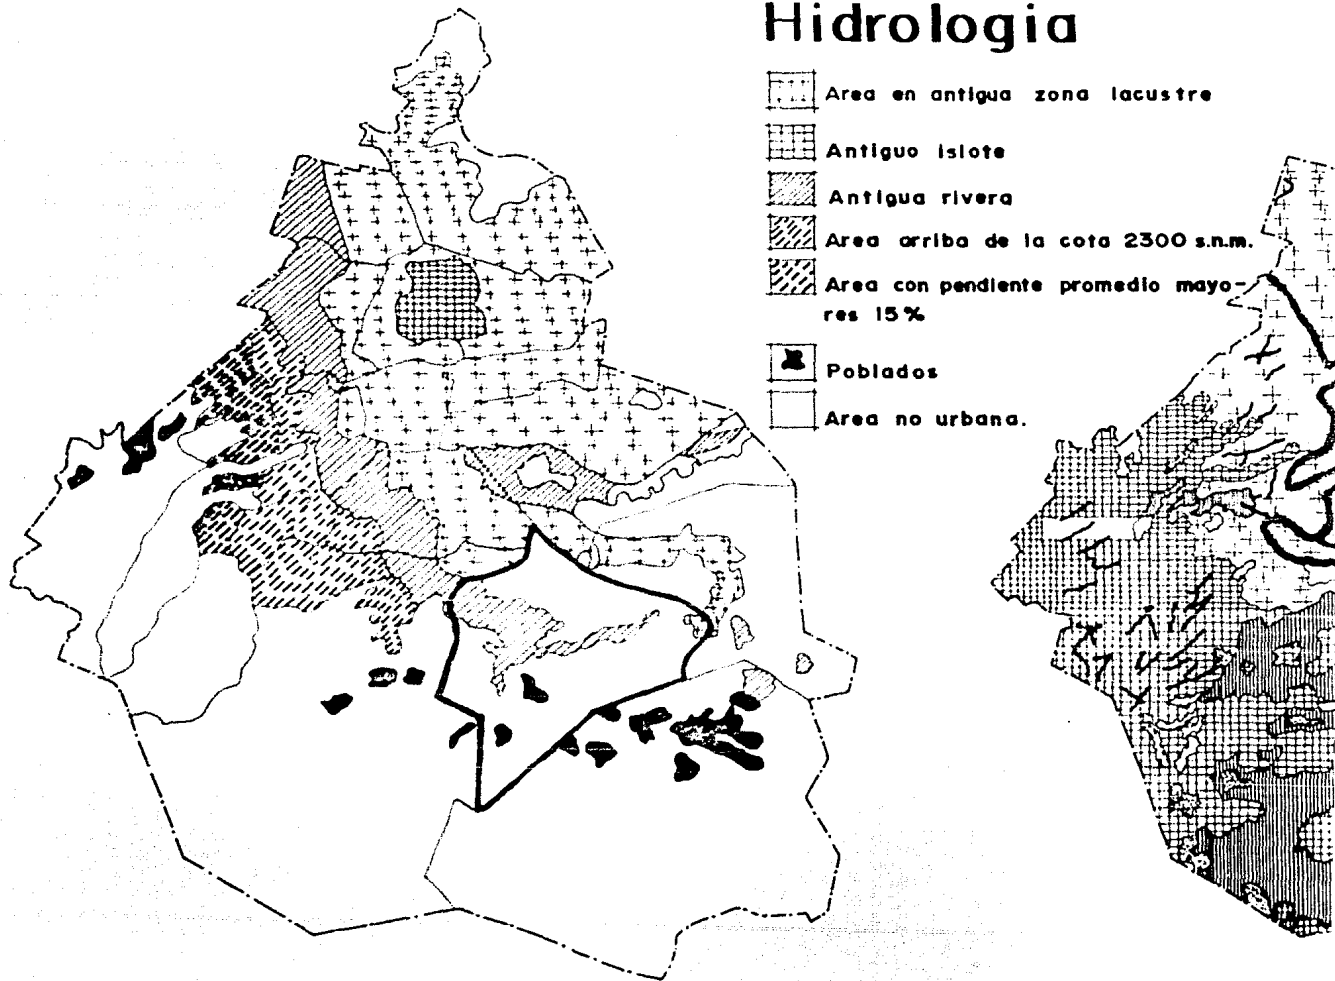 Hidrologia
Area en antigua zona lacustre
Antiguo islote
Antigua rivera
Area arriba de la cota 2300 s.n.m.
Area con pendiente promedio mayo-
res 15%
Poblados
Area no urbana.